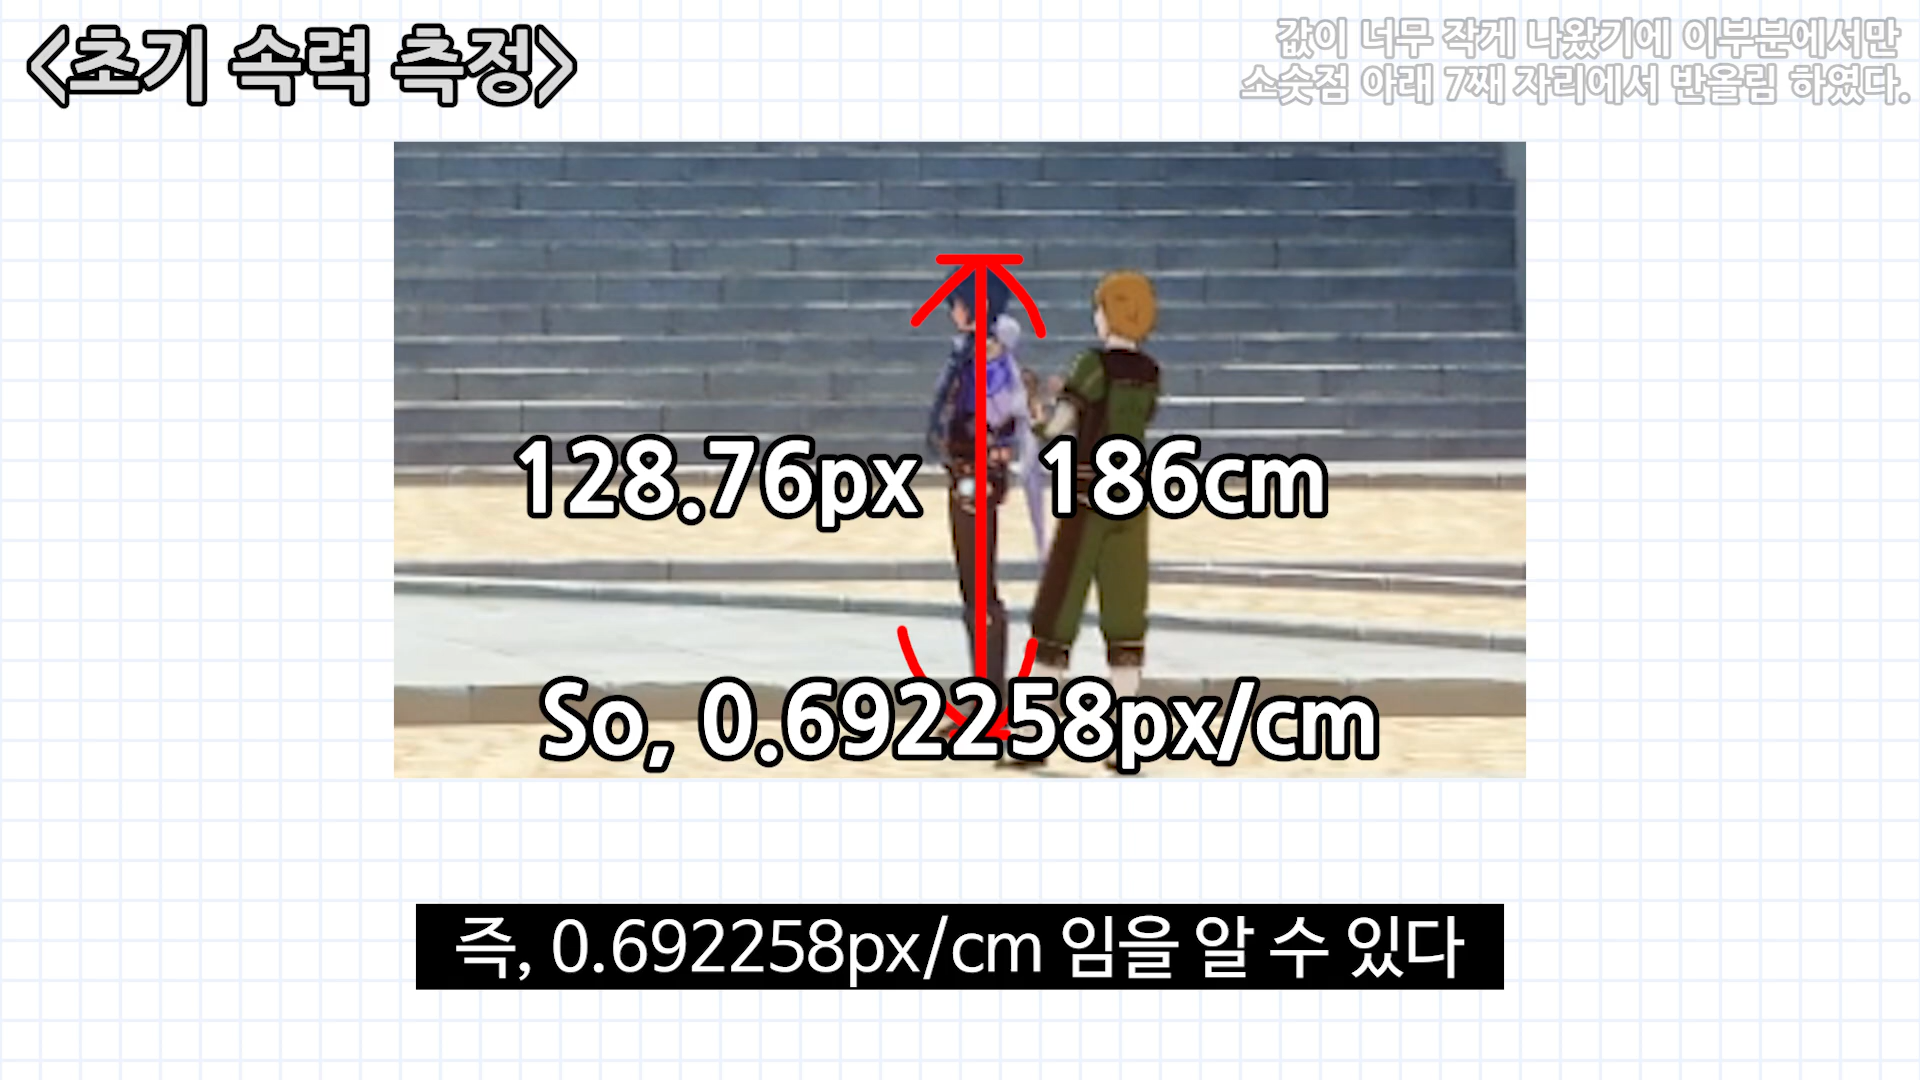 <초기 속력 측정>
값이 너무 작게 나왔기에 이부분에서만
소숫점 아래 7째 자리에서 반올림 하였다.
128.76px
186cm
So, 0.692258px/cm
즉, 0.692258px/cm 임을 알 수 있다